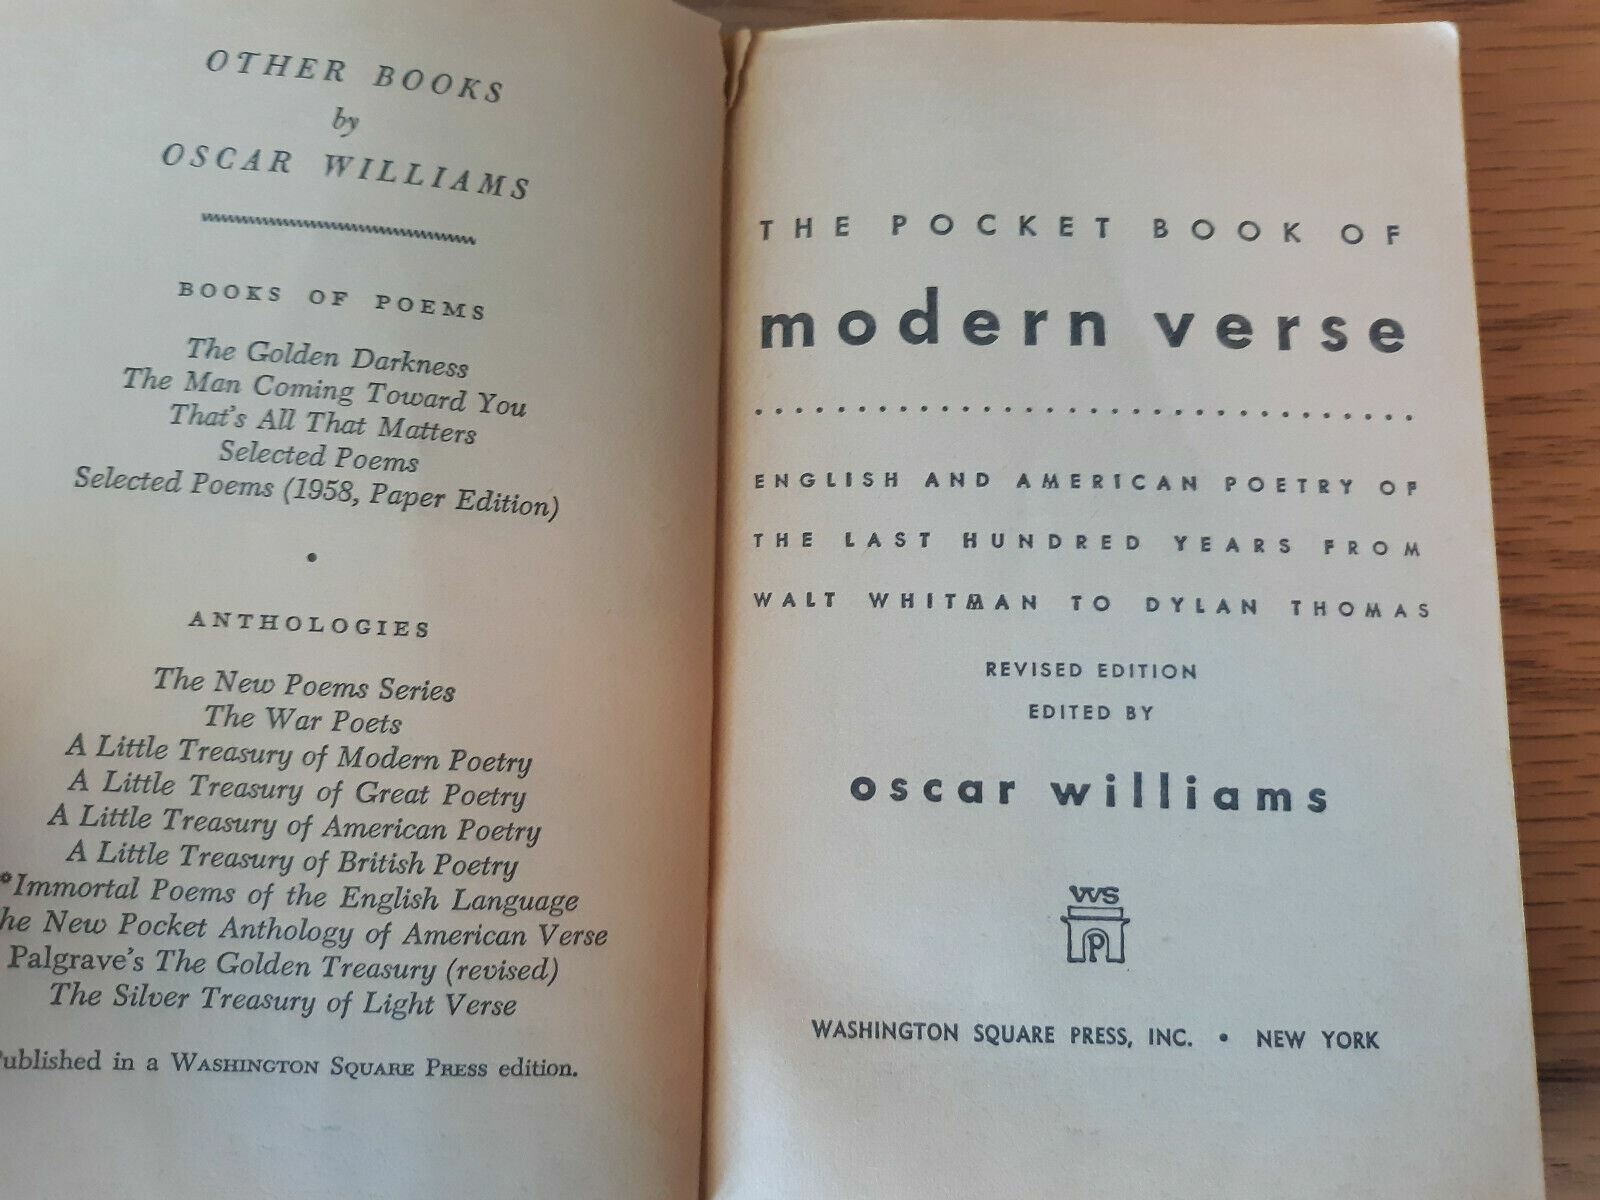 OTHER BOOKS
by
OSCAR WILLIAMS
BOOKS OF POEMS
The Golden Darkness
The Man Coming Toward You
That's All That Matters
Selected Poems
Selected Poems (1958, Paper Edition)
ANTHOLOGIES
The New Poems Series
The War Poets
A Little Treasury of Modern Poetry
A Little Treasury of Great Poetry
A Little Treasury of American Poetry
A Little Treasury of British Poetry
*Immortal Poems of the English Language
he New Pocket Anthology of American Verse
Palgrave's The Golden Treasury (revised)
The Silver Treasury of Light Verse
ublished in a WASHINGTON SQUARE PRESS edition.
THE POCKET BOOK OF
modern verse
ENGLISH AND AMERICAN POETRY OF
THE LAST HUNDRED YEARS FROM
WALT WHITMAN TO DYLAN THOMAS
REVISED EDITION
EDITED BY
oscar williams
WS
P
WASHINGTON SQUARE PRESS, INC. • NEW YORK